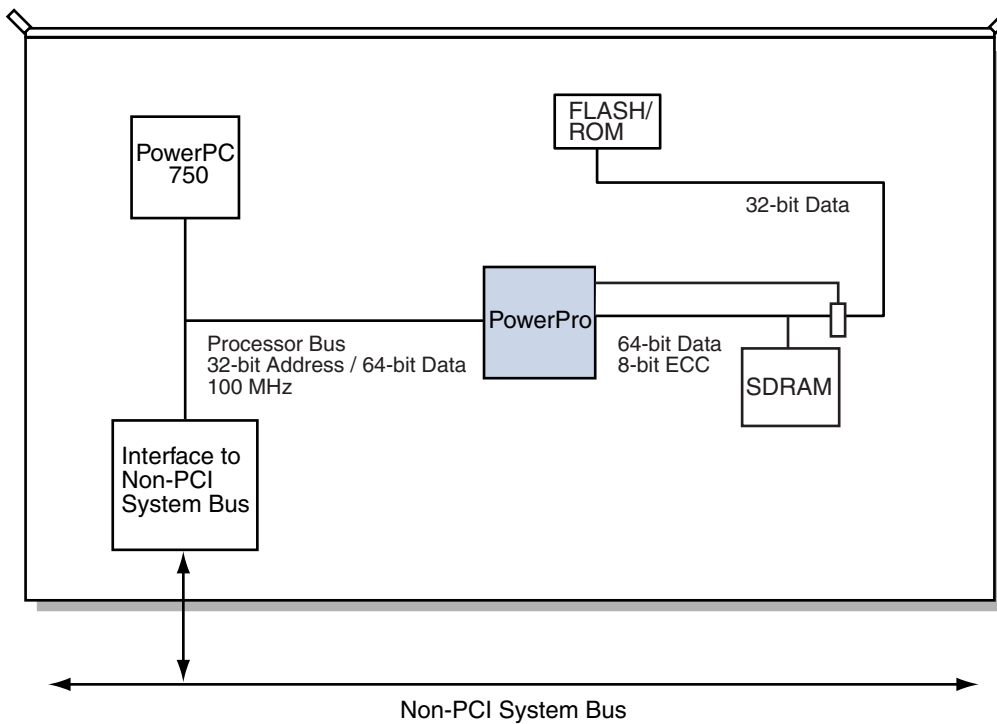 FLASH/
ROM
PowerPC
750
32-bit Data
PowerPro
Processor Bus
32-bit Address / 64-bit Data
100 MHz
64-bit Data
8-bit ECC
SDRAM
Interface to
Non-PCI
System Bus
Non-PCI System Bus